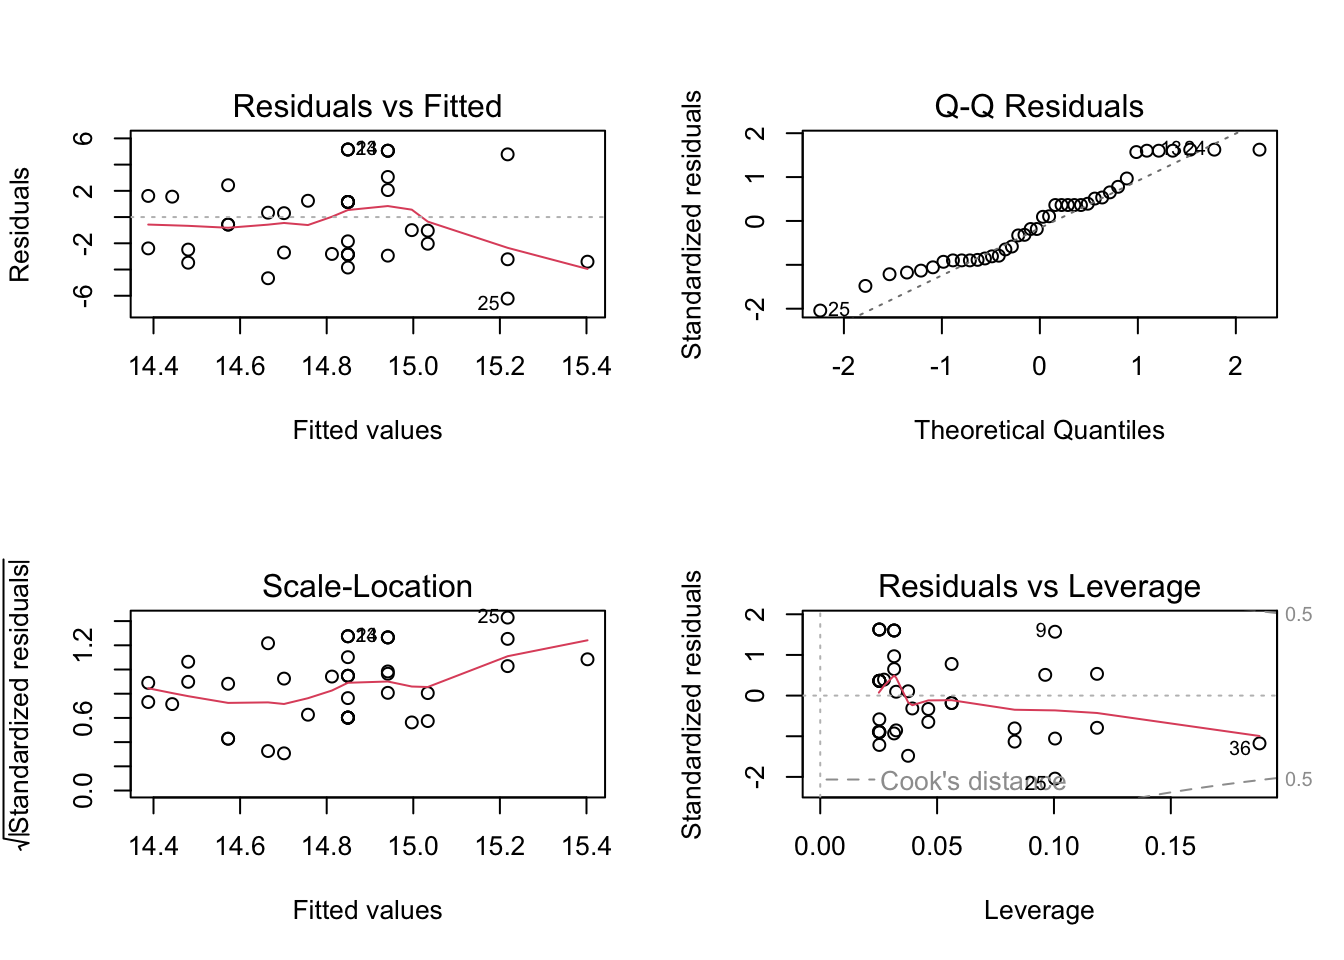 Residuals vs Fitted
Residuals
6
2
-2
-6
25
14.4 14.6 14.8 15.0 15.2 15.4
Fitted values
Q-Q Residuals
Standardized residuals
2
1
0
-2
13
24
25
-2 -1 0 1 2
Theoretical Quantiles
Scale-Location
√|Standardized residuals|
1.2
0.6
0.0
25
14.4 14.6 14.8 15.0 15.2 15.4
Fitted values
Residuals vs Leverage
Standardized residuals
2
1
0
-2
0.5
9
36
25
Cook's distance
0.5
0.00 0.05 0.10 0.15
Leverage